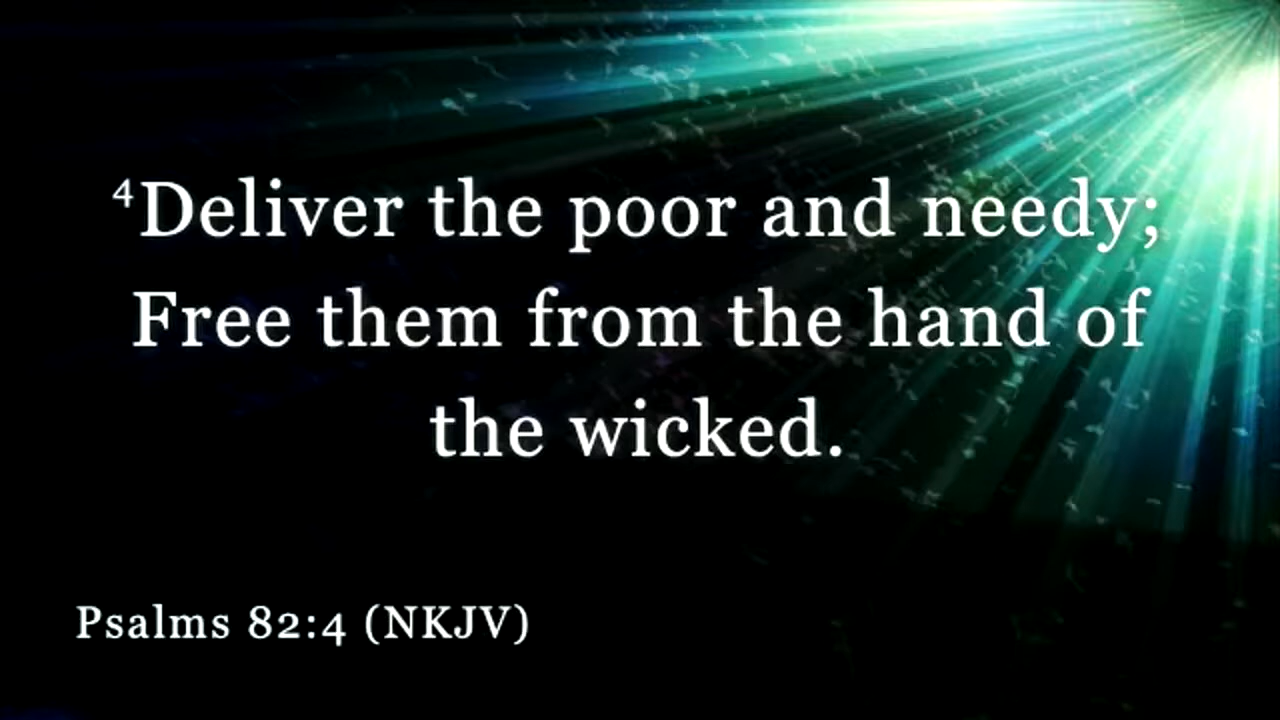 ⁴Deliver the poor and needy;
Free them from the hand of
the wicked.
Psalms 82:4 (NKJV)